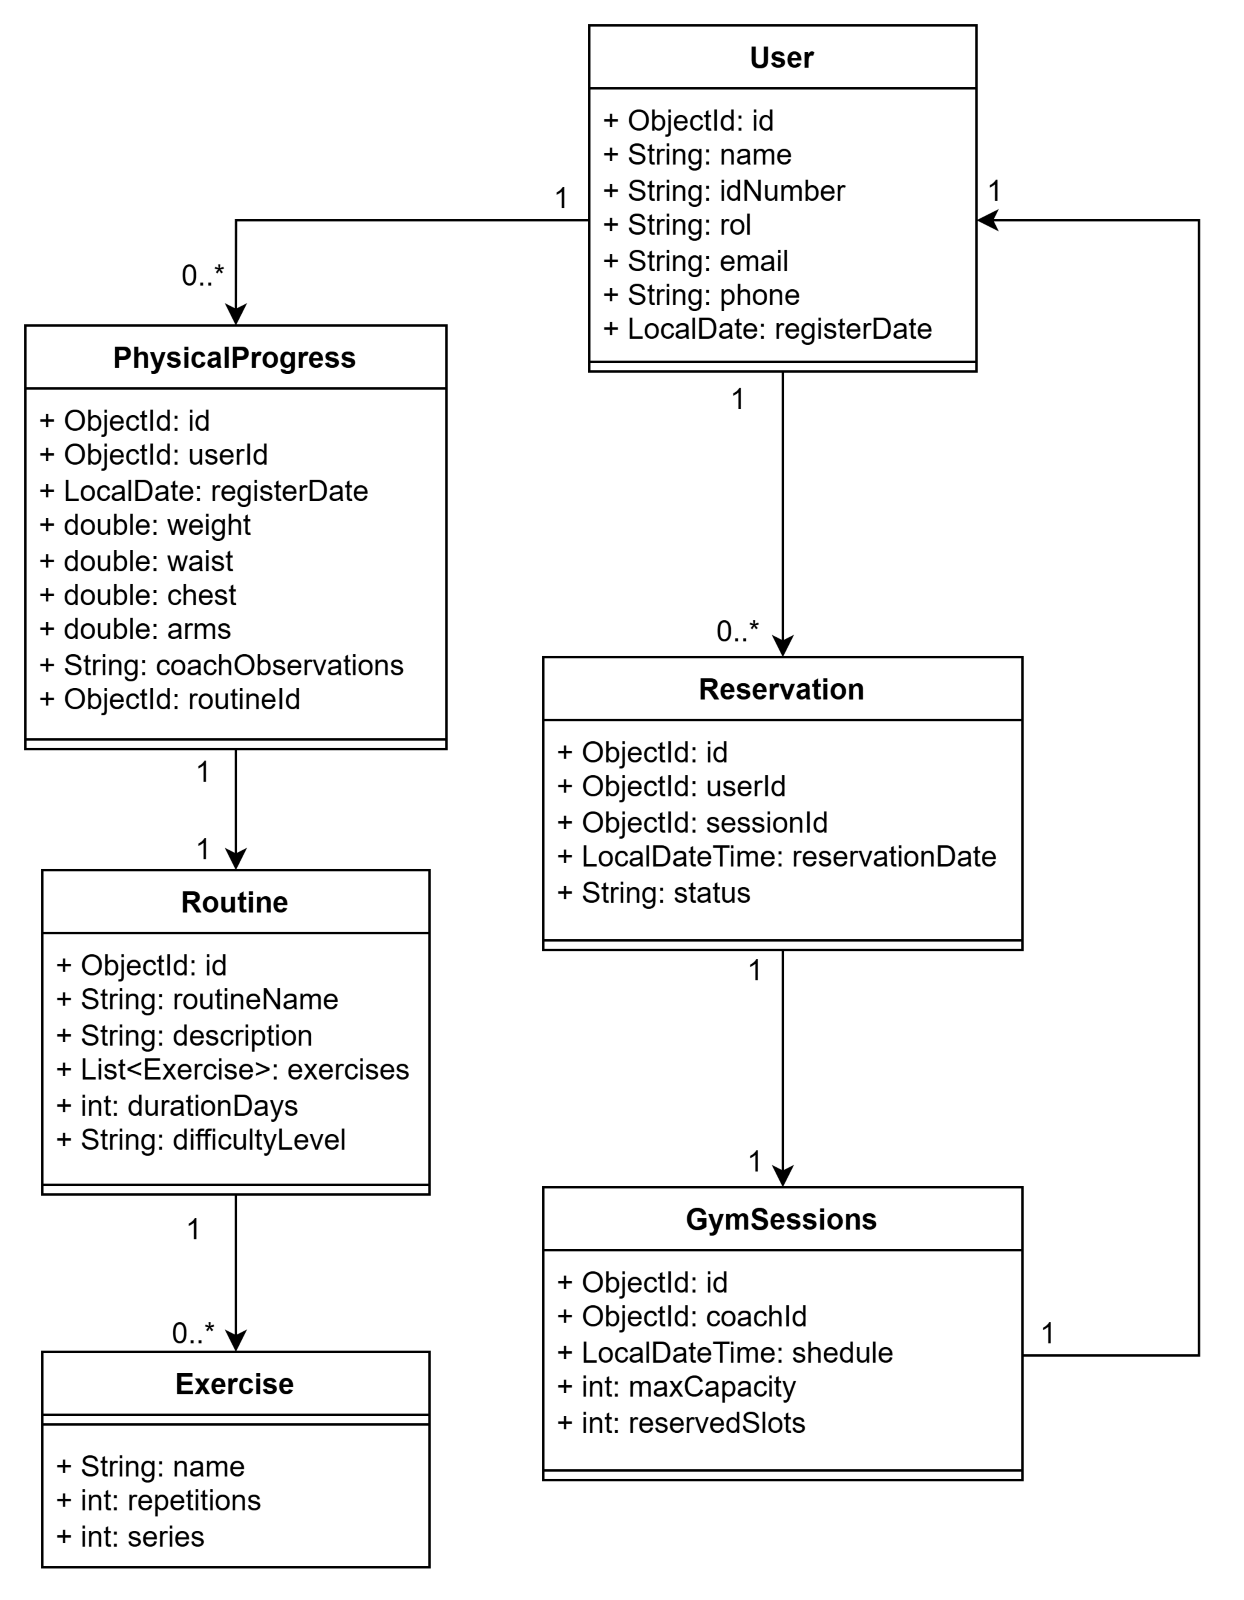 User
+ ObjectId: id
+ String: name
+ String: idNumber
+ String: rol
+ String: email
+ String: phone
+ LocalDate: registerDate
1
1
0..*
PhysicalProgress
+ ObjectId: id
+ ObjectId: userId
+ LocalDate: registerDate
+ double: weight
+ double: waist
+ double: chest
+ double: arms
+ String: coachObservations
+ ObjectId: routineId
1
0..*
Reservation
+ ObjectId: id
+ ObjectId: userId
+ ObjectId: sessionId
+ LocalDateTime: reservationDate
+ String: status
1
1
Routine
+ ObjectId: id
+ String: routineName
+ String: description
+ List<Exercise>: exercises
+ int: durationDays
+ String: difficultyLevel
1
1
GymSessions
+ ObjectId: id
+ ObjectId: coachId
+ LocalDateTime: shedule
+ int: maxCapacity
+ int: reservedSlots
1
1
0..*
Exercise
+ String: name
+ int: repetitions
+ int: series